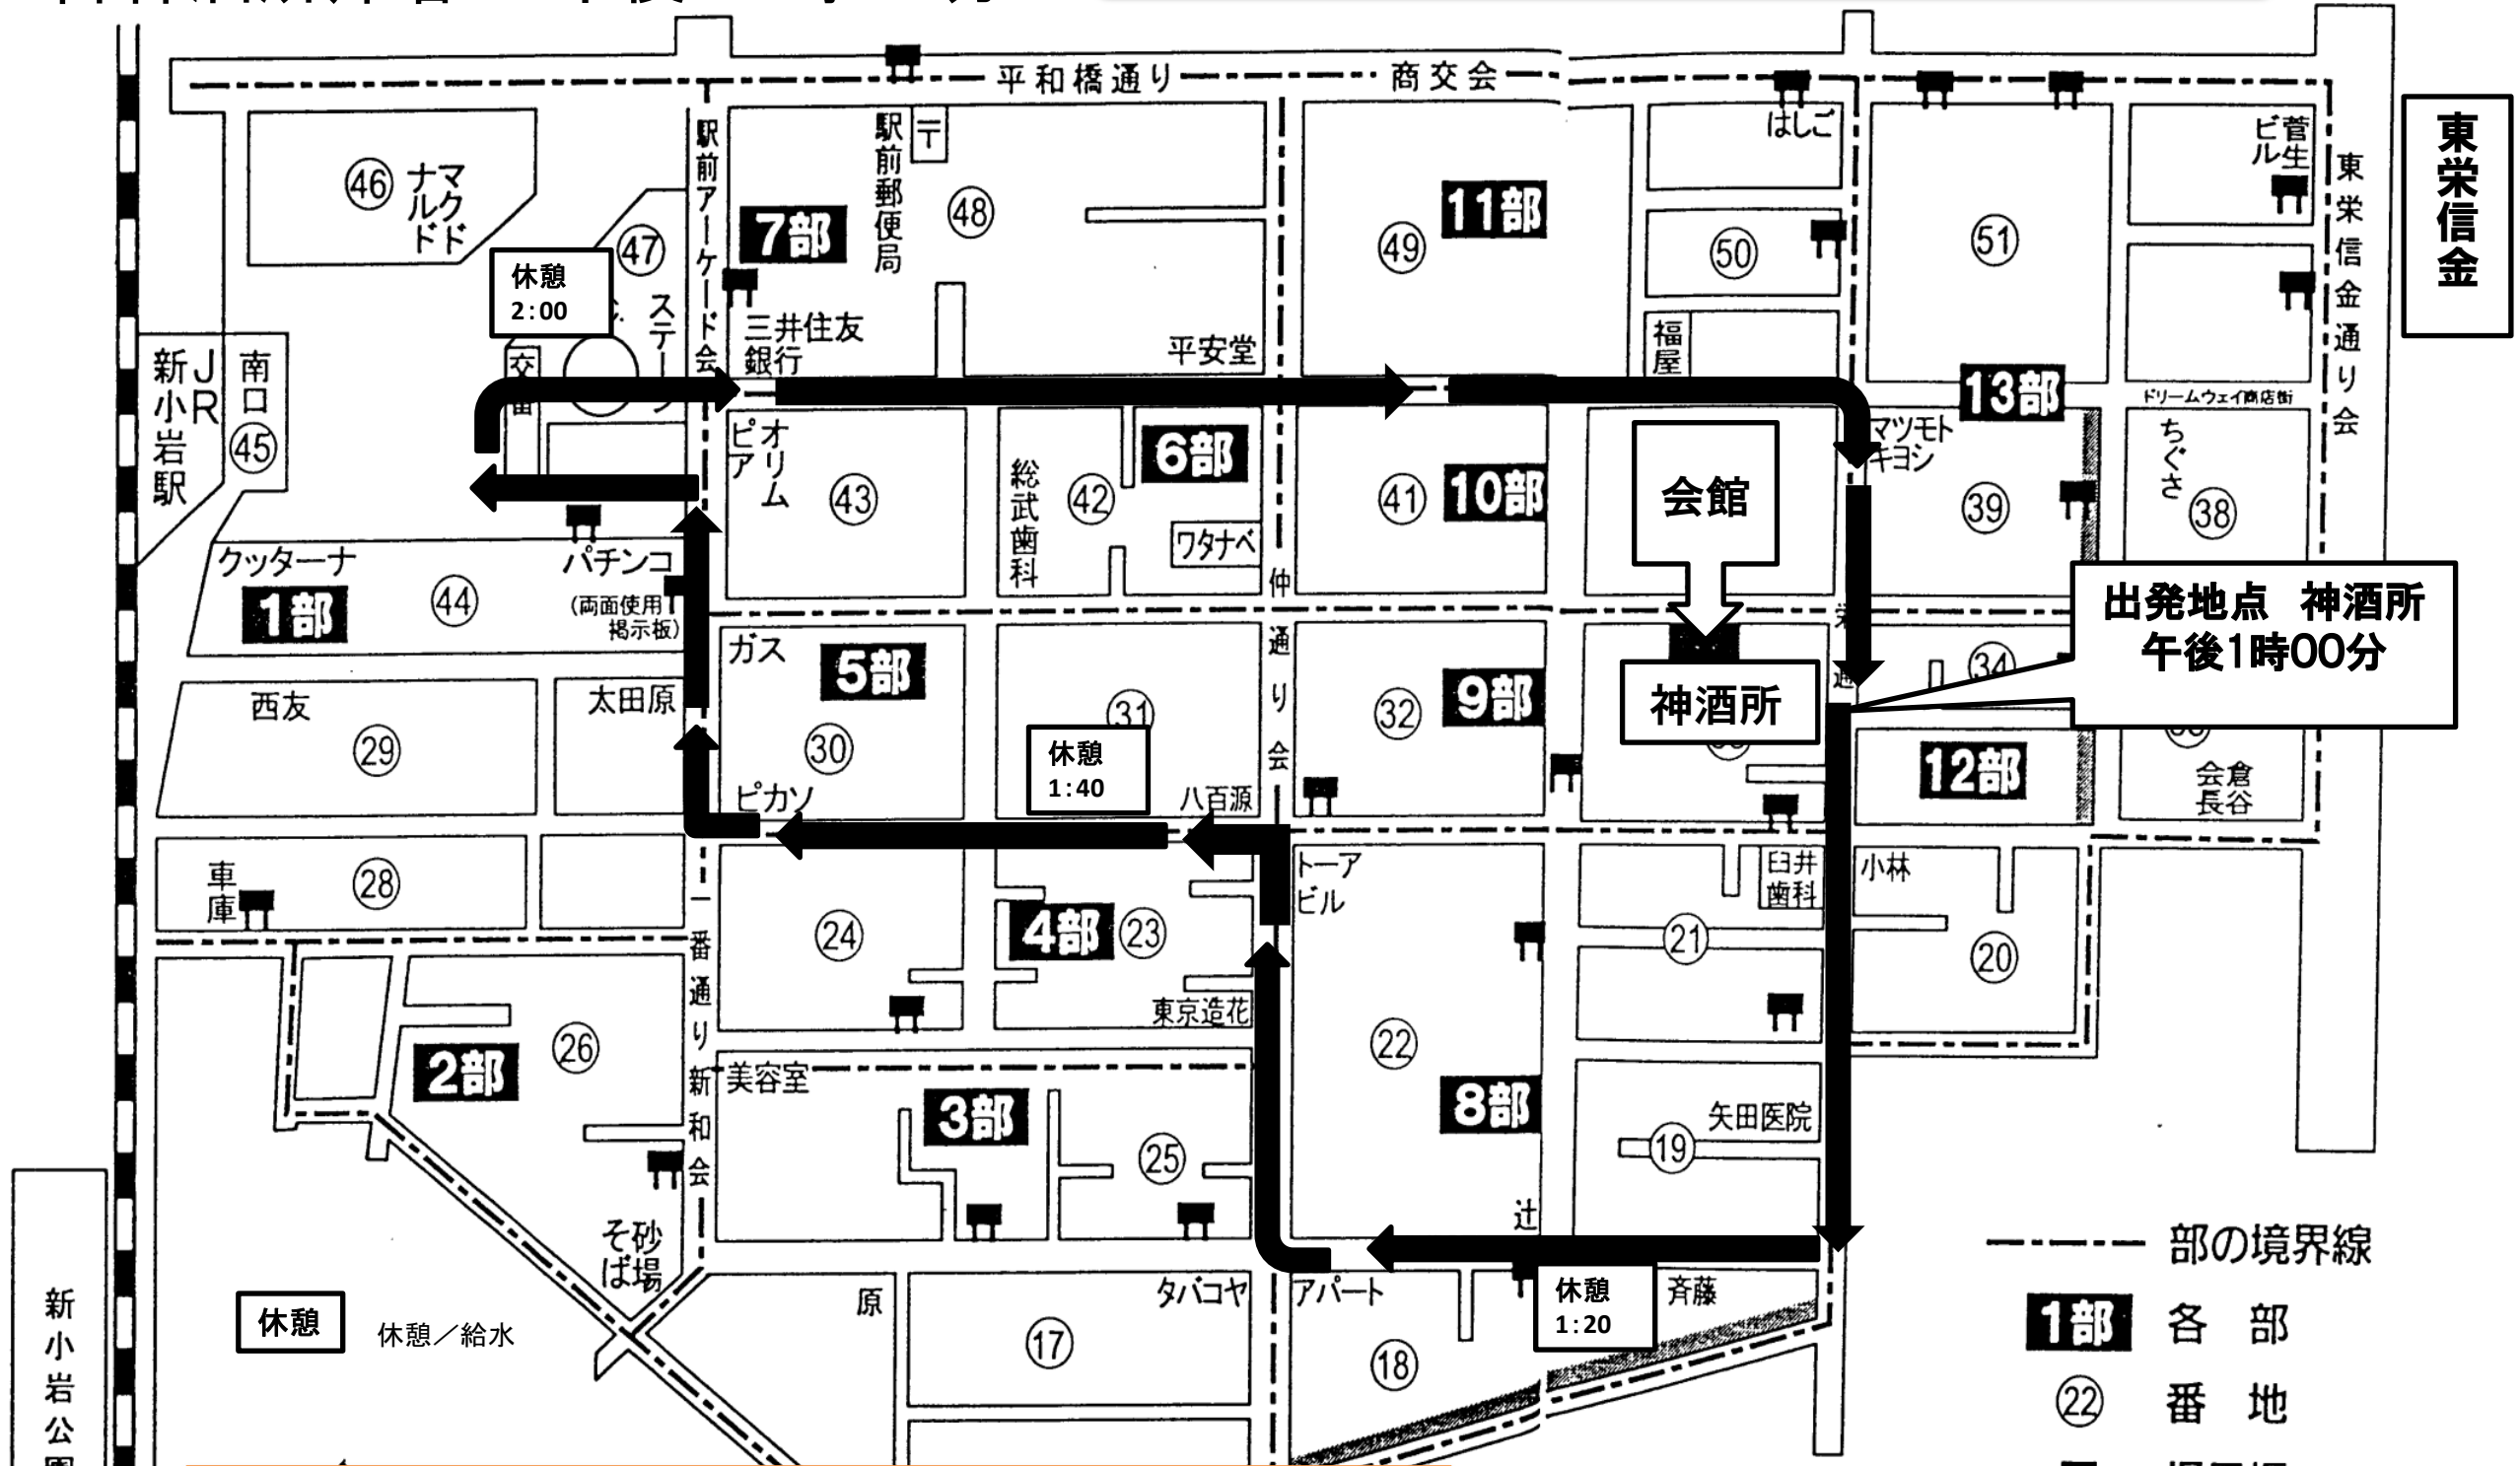 平和橋通り
商交会
はしご
菅生
ビル
東栄信金
東栄信金通り会
駅前アーケード会
駅前郵便局
〒
マクド
ナルド
46
47
7部
48
49
11部
50
51
休憩
2:00
三井住友
銀行
平安堂
福屋
13部
ドリームウェイ商店街
JR
新小岩駅
南口
45
オリム
ピア
43
総武歯科
42
6部
ワタナベ
41
10部
会館
マツモト
キヨシ
39
ちぐさ
38
クッターナ
パチンコ
(両面使用
掲示板)
1部
44
仲通り会
出発地点 神酒所
午後1時00分
ガス
5部
30
31
32
9部
神酒所
34
西友
29
太田原
休憩
1:40
ピカソ
八百源
12部
倉
会長谷
車庫
28
トーア
ビル
臼井
歯科
小林
24
4部
23
東京造花
21
20
一番通り新和会
26
2部
美容室
3部
25
22
8部
矢田医院
19
辻
砂場
そば
原
タバコヤ
アパート
斉藤
休憩
1:20
17
18
新小岩公園
休憩
休憩／給水
部の境界線
1部
各 部
22
番 地